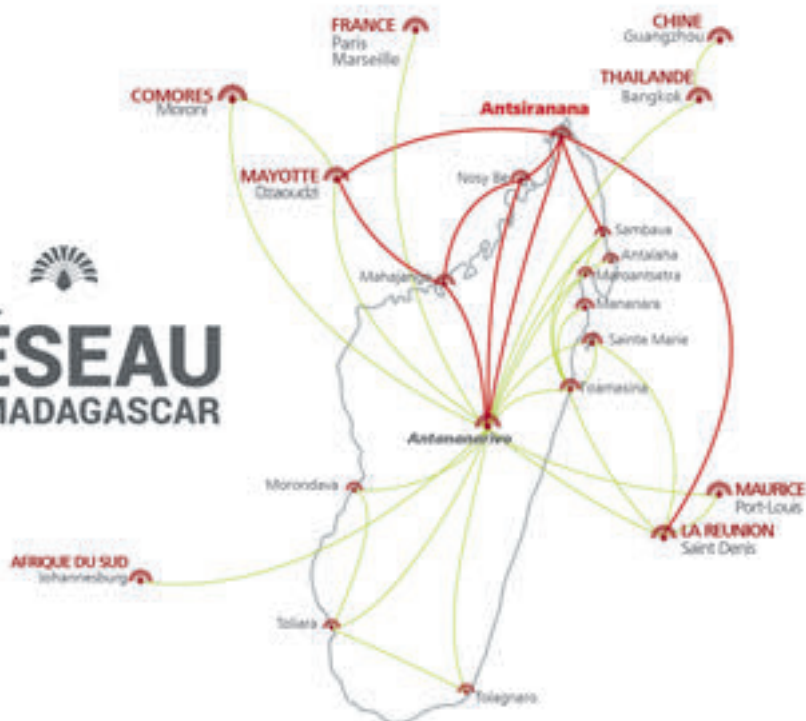 FRANCE
Paris
Marseille
CHINE
Guangzhou
THAILANDE
Bangkok
COMORES
Moroni
Antsiranana
MAYOTTE
Dzaoudzi
Nosy Be
Sambava
Antalaha
Maroantsetra
Mahajanga
Mananara
Sainte Marie
ÉSEAU
MADAGASCAR
Toamasina
Antananarivo
Morondava
MAURICE
Port-Louis
LA REUNION
Saint Denis
AFRIQUE DU SUD
Johannesburg
Toliara
Tolagnaro